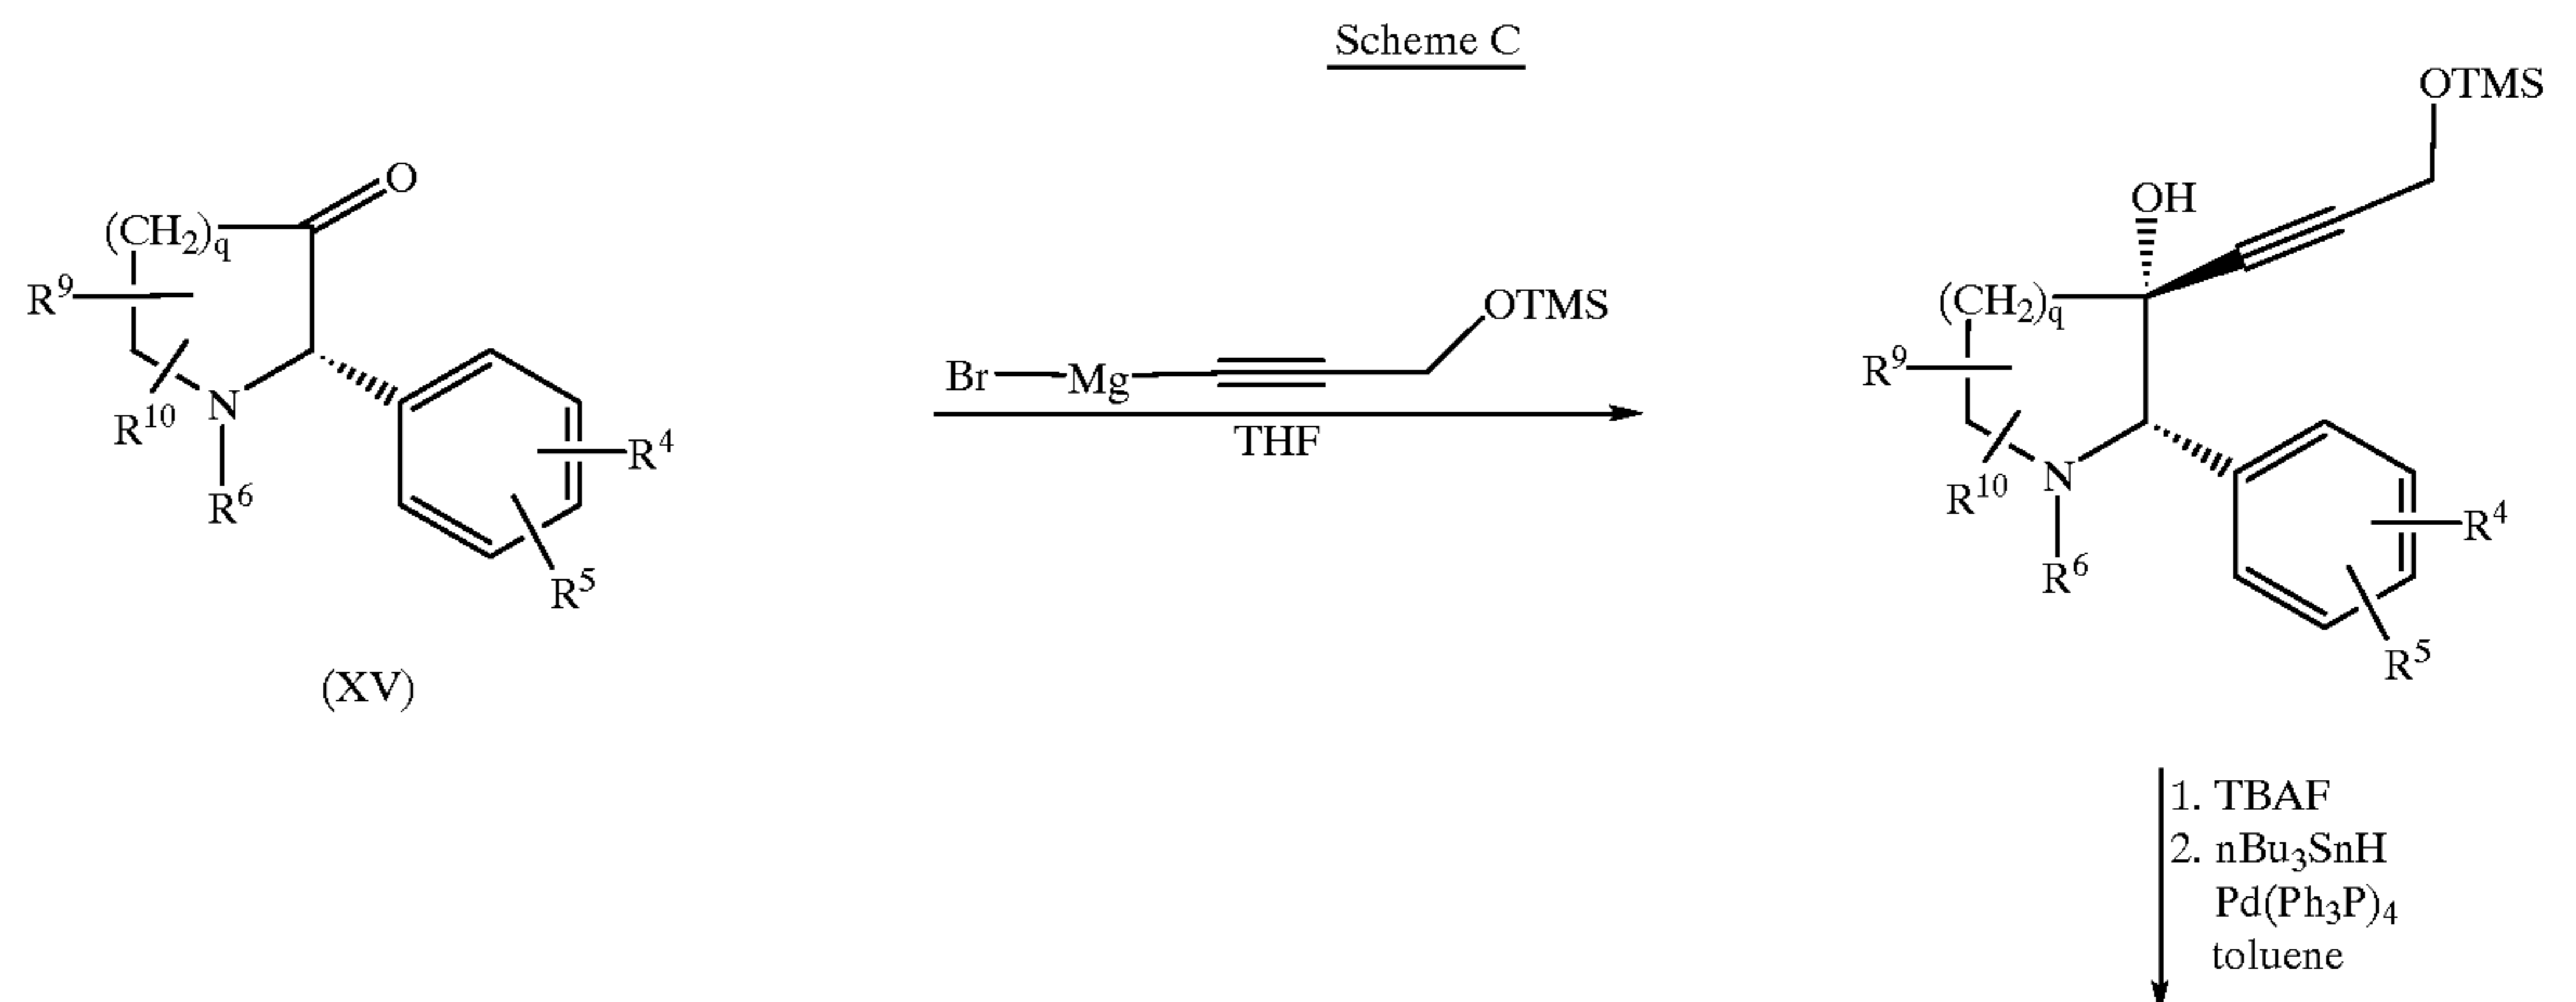 Scheme C
OTMS
O
OH
(CH₂)q
R⁹
OTMS
(CH₂)q
Br
Mg
R⁹
R¹⁰
N
THF
R⁴
R⁶
R¹⁰
N
R⁴
R⁵
R⁶
R⁵
(XV)
1. TBAF
2. nBu₃SnH
Pd(Ph₃P)₄
toluene